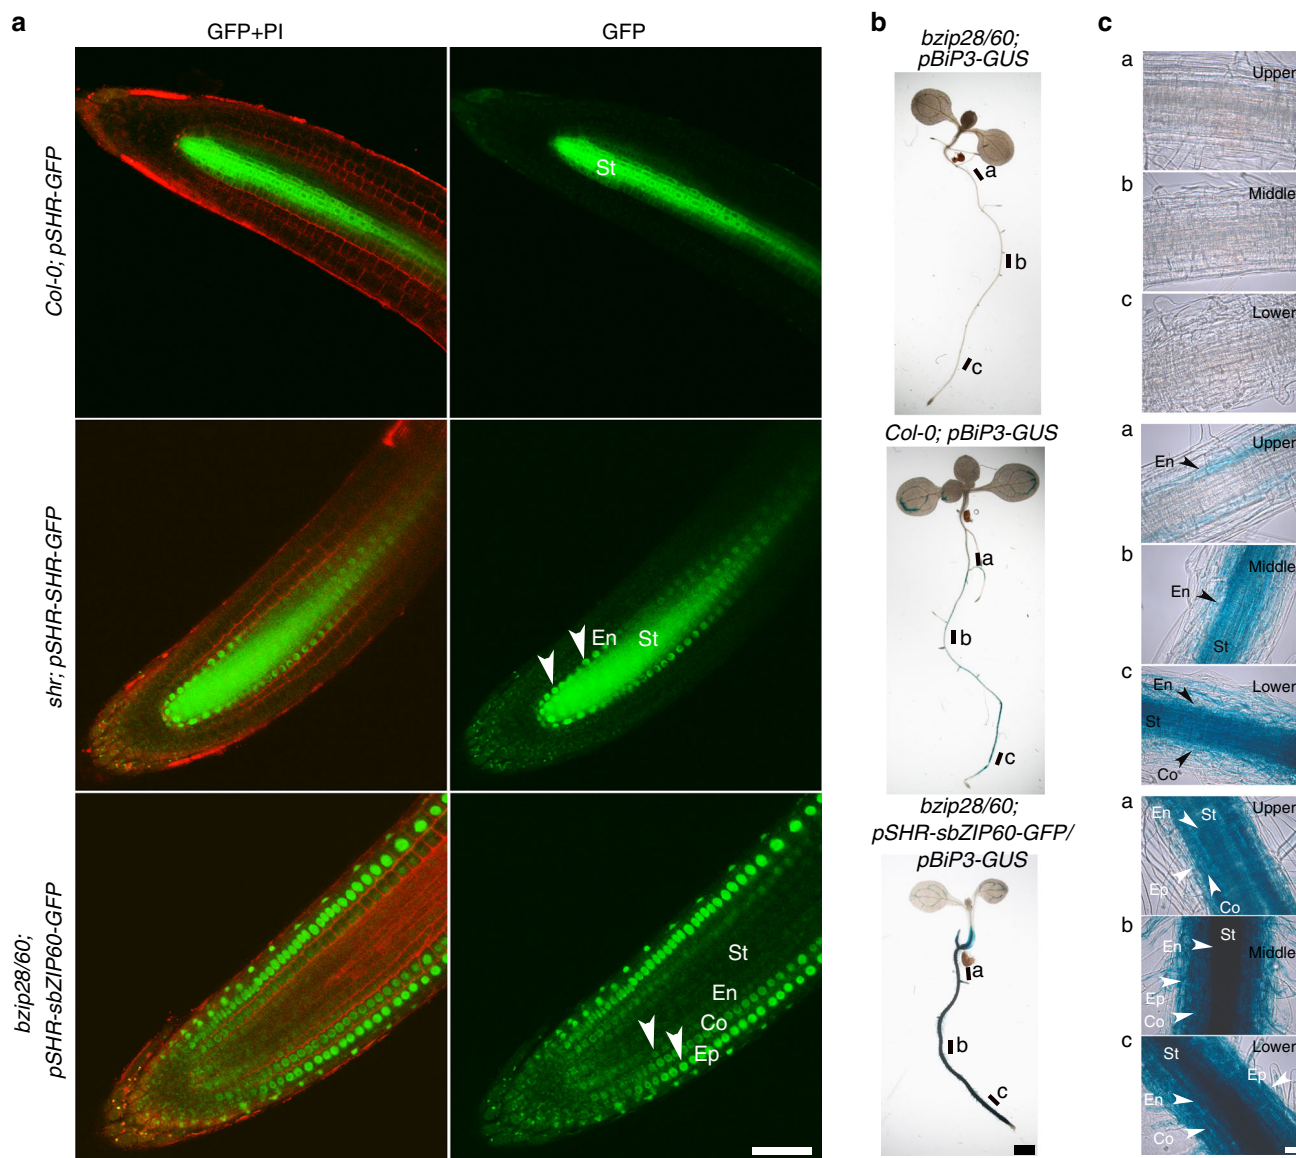 a
GFP+PI
GFP
Col-0; pSHR-GFP
St
shr; pSHR-SHR-GFP
En
St
bzip28/60;
pSHR-sbZIP60-GFP
St
En
Co
Ep
b
bzip28/60;
pBiP3-GUS
a
b
c
Col-0; pBiP3-GUS
a
b
c
bzip28/60;
pSHR-sbZIP60-GFP/
pBiP3-GUS
a
b
c
c
a
Upper
b
Middle
c
Lower
a
Upper
En
b
Middle
En
St
c
En
Lower
St
Co
a
En
St
Upper
Ep
Co
b
St
En
Middle
Ep
Co
c
St
Lower
Ep
En
Co